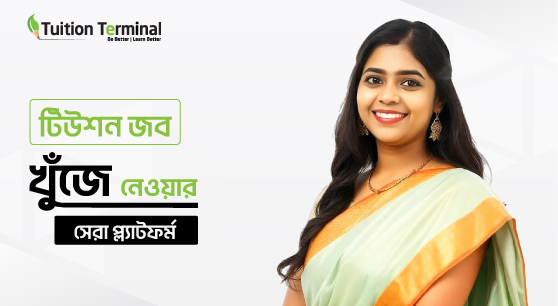 Tuition Terminal
Be Better | Learn Better
টিউশন জব
খুঁজে নেওয়ার
সেরা প্ল্যাটফর্ম